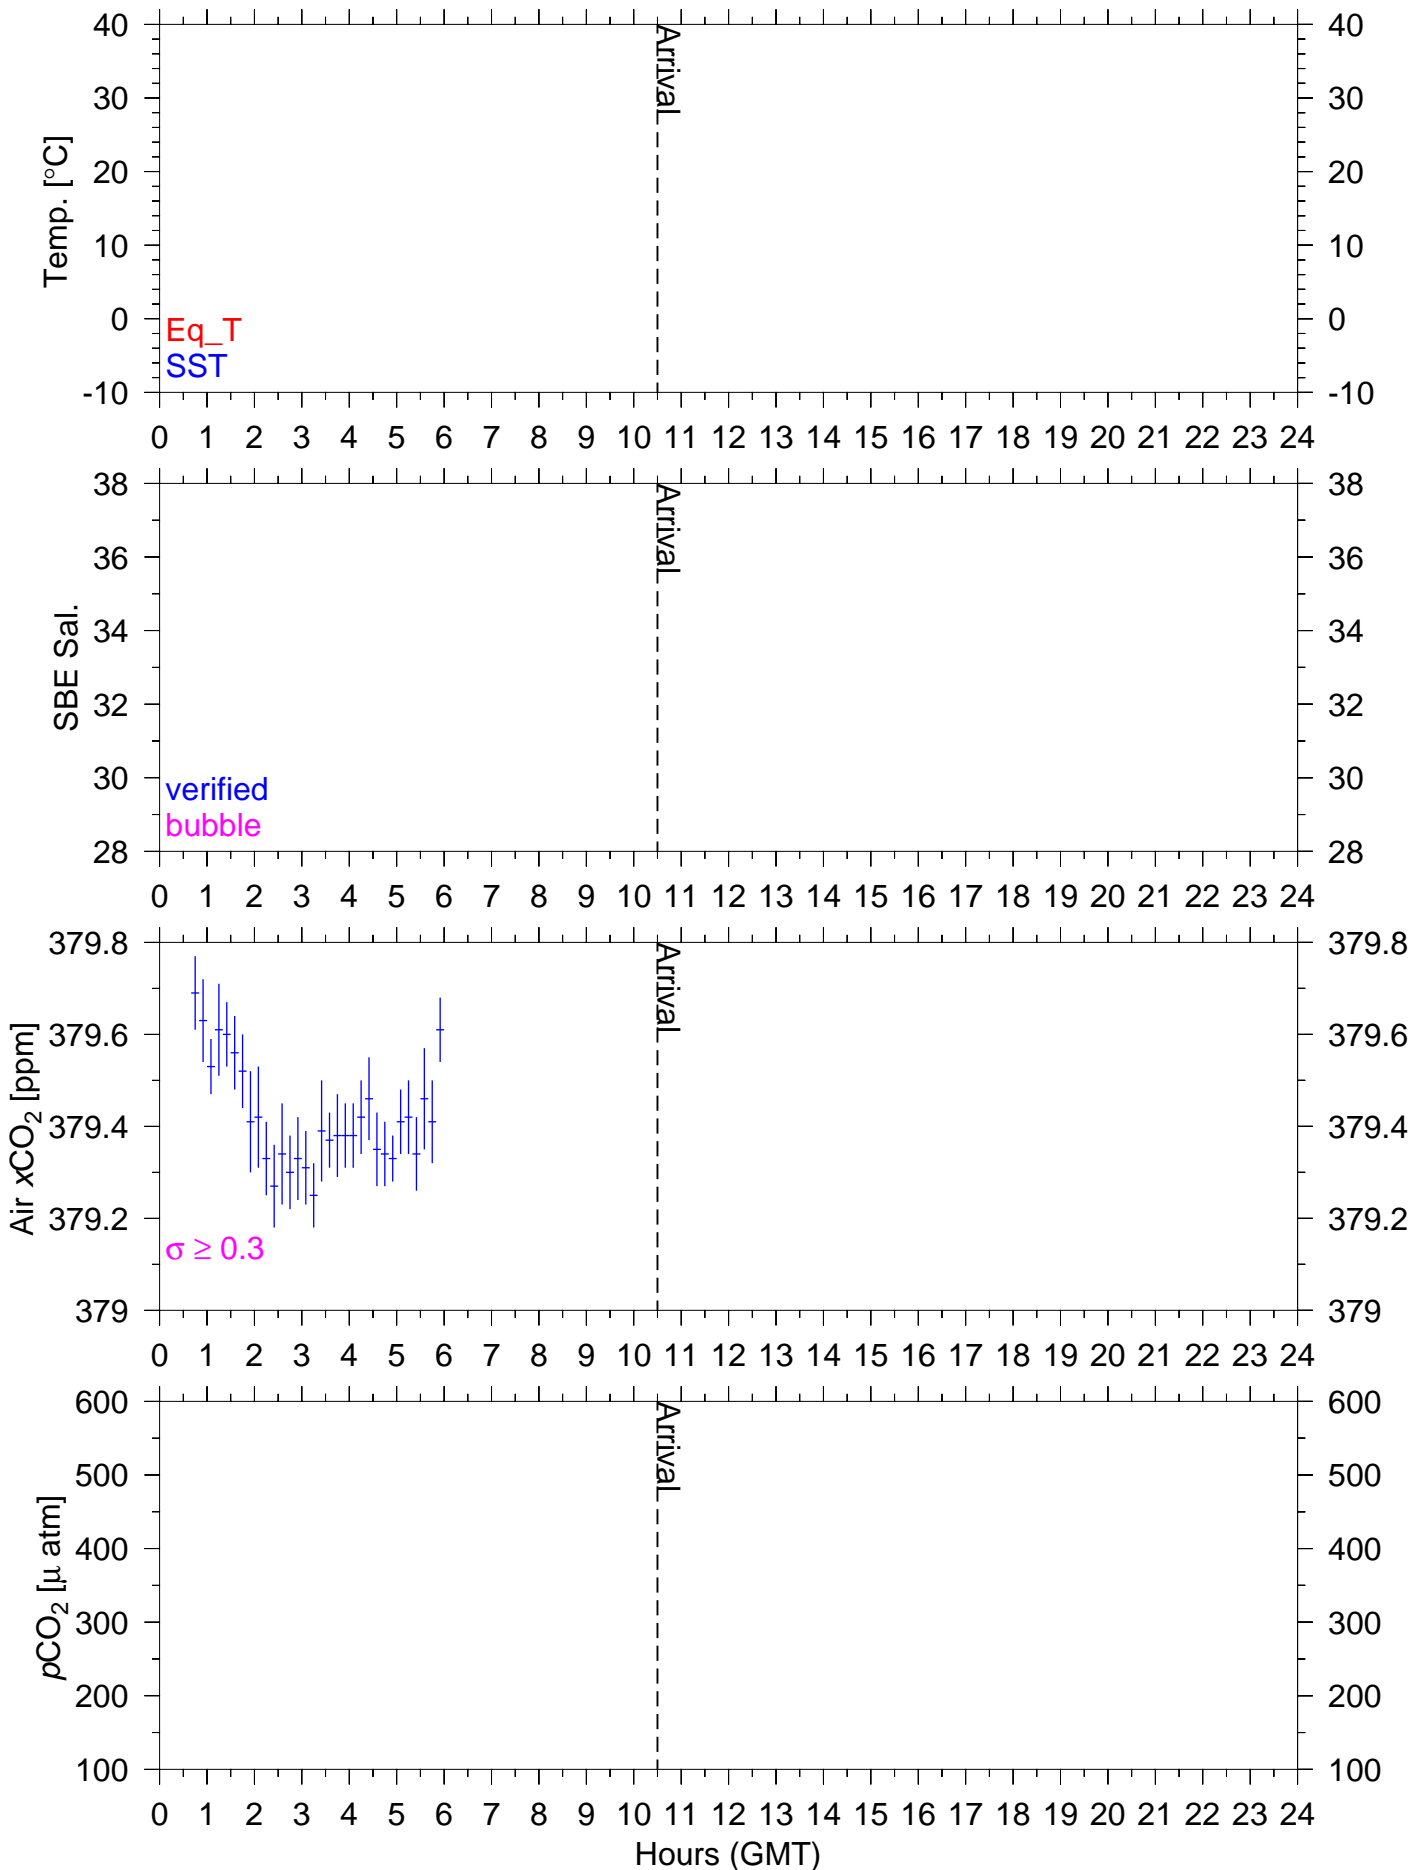 40 Arrival 40
30 30
Temp. [°C]
20 20
10 10
0 0
Eq_T
SST
-10 -10
0 1 2 3 4 5 6 7 8 9 10 11 12 13 14 15 16 17 18 19 20 21 22 23 24
38 Arrival 38
36 36
SBE Sal.
34 34
32 32
30 30
verified
bubble
28 28
0 1 2 3 4 5 6 7 8 9 10 11 12 13 14 15 16 17 18 19 20 21 22 23 24
379.8 Arrival 379.8
379.6 379.6
Air xCO₂ [ppm]
379.4 379.4
379.2 379.2
σ ≥ 0.3
379 379
0 1 2 3 4 5 6 7 8 9 10 11 12 13 14 15 16 17 18 19 20 21 22 23 24
600 Arrival 600
500 500
pCO₂ [μ atm]
400 400
300 300
200 200
100 100
0 1 2 3 4 5 6 7 8 9 10 11 12 13 14 15 16 17 18 19 20 21 22 23 24
Hours (GMT)